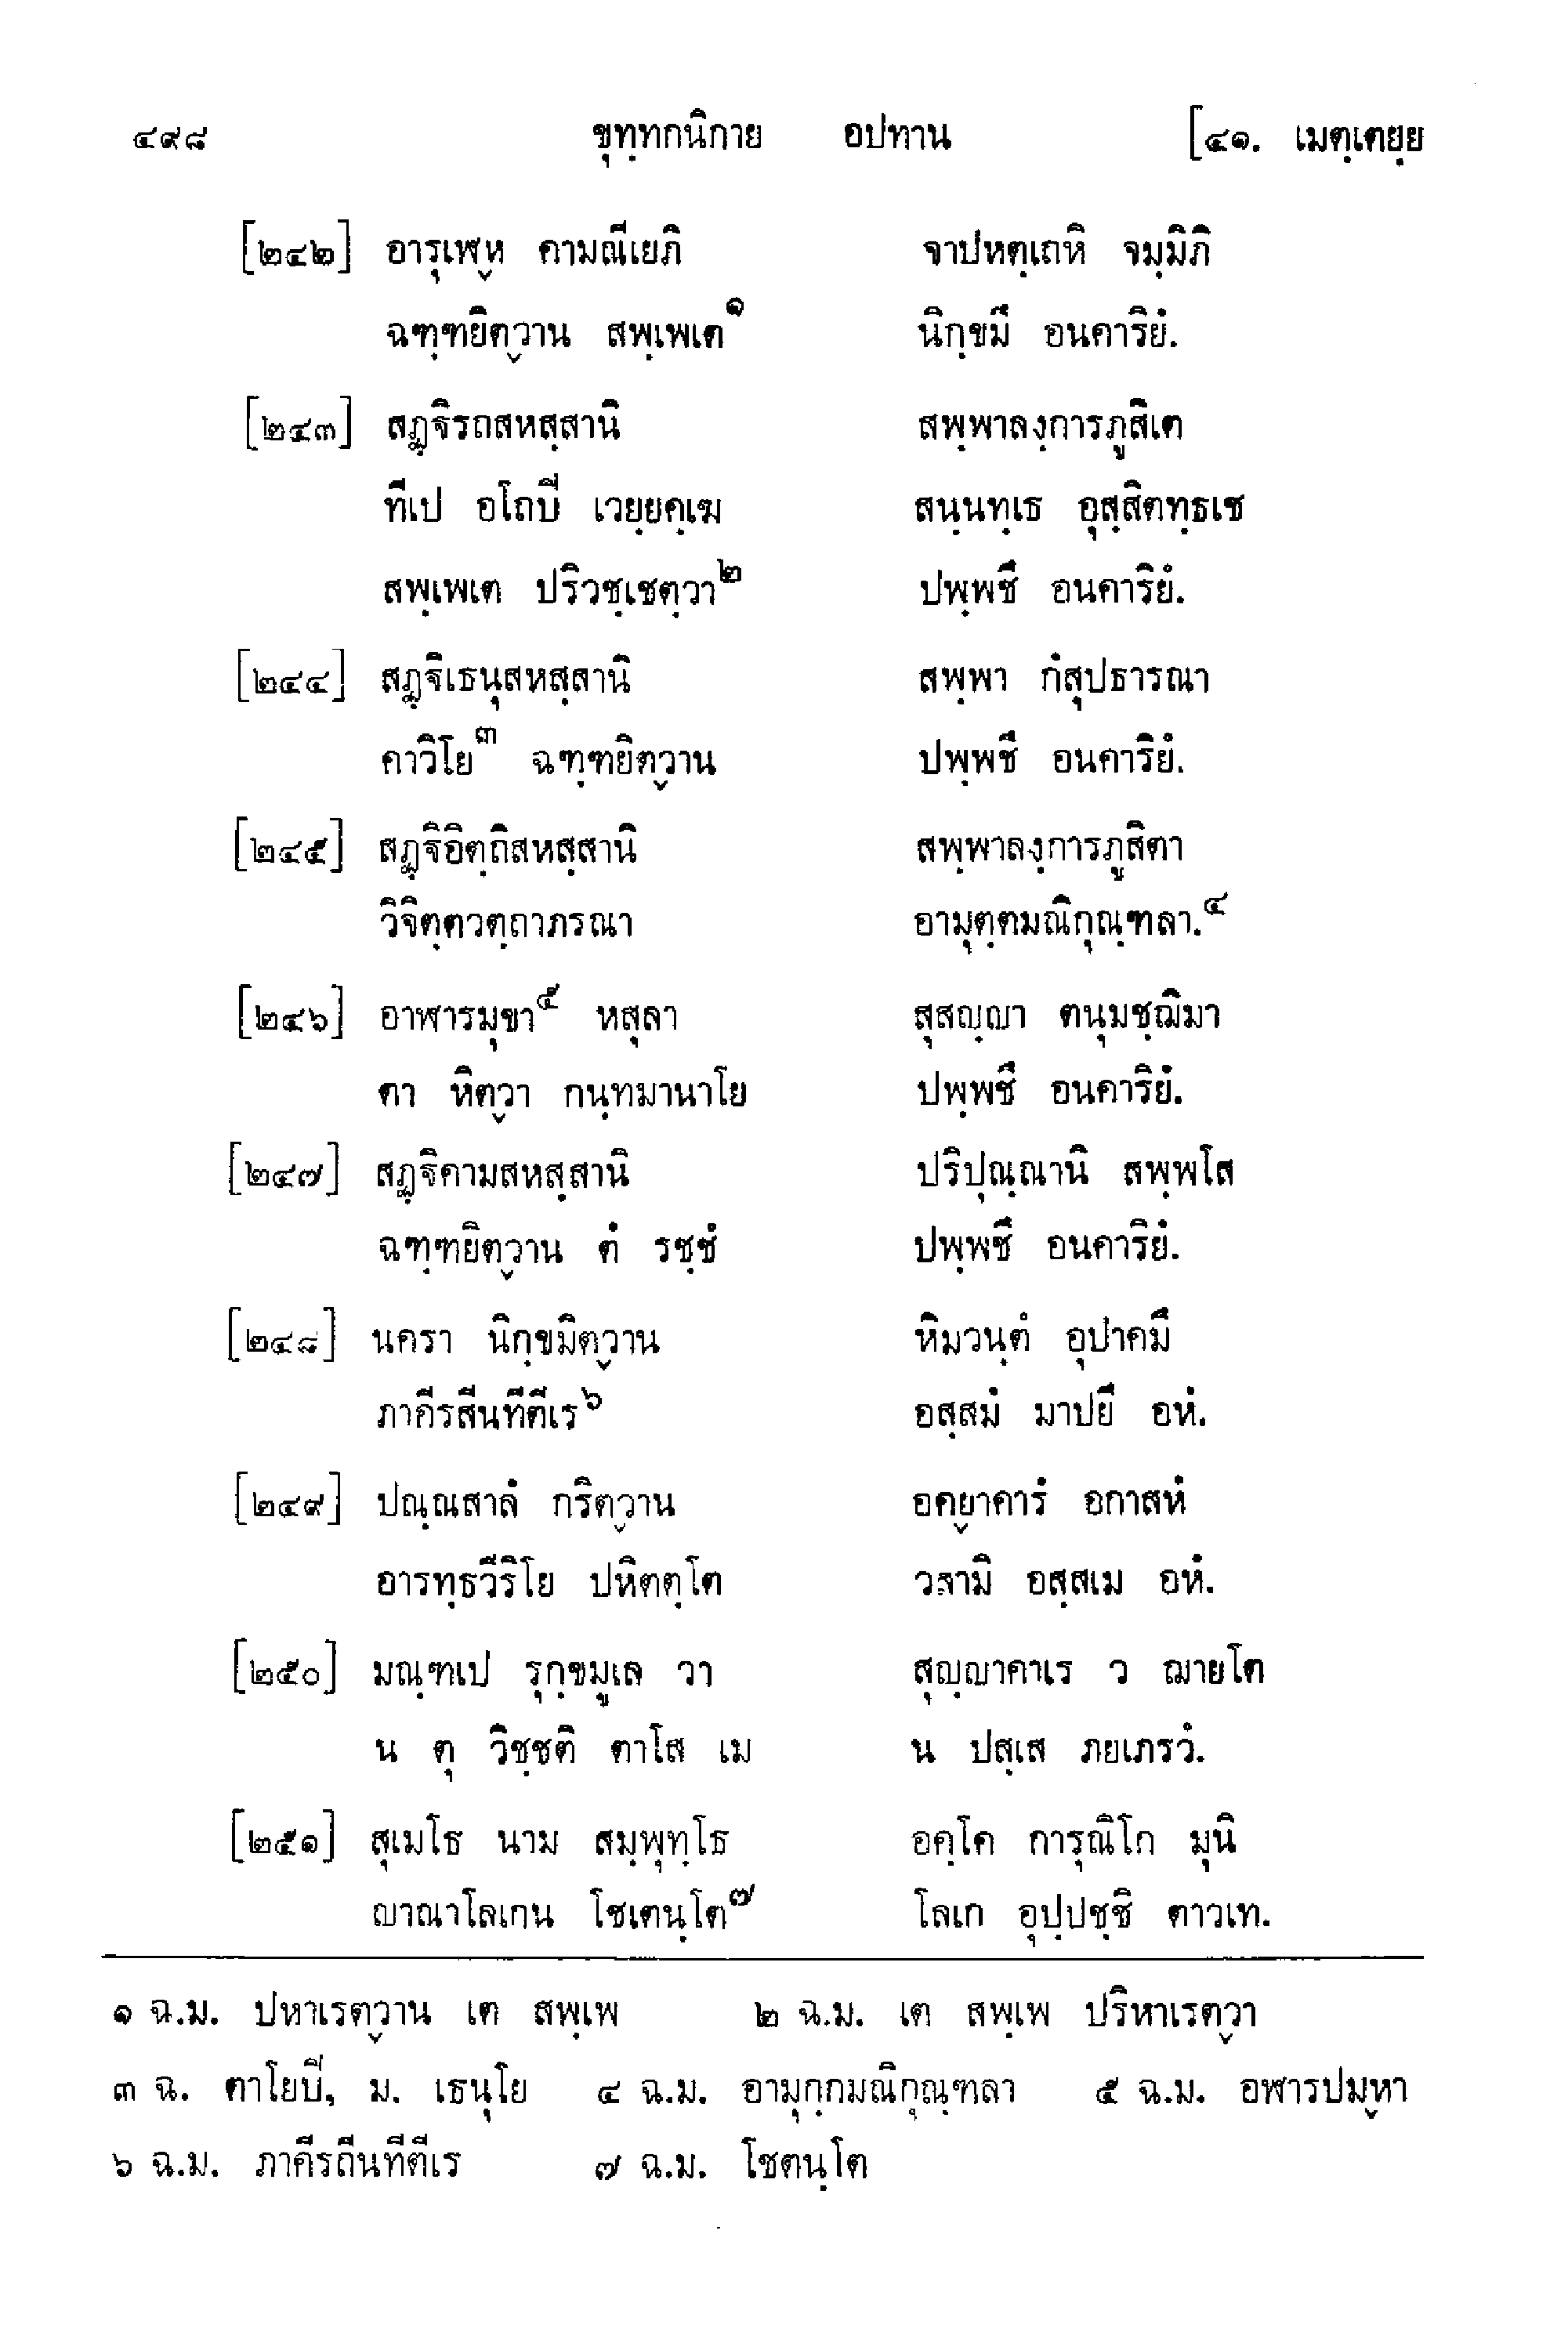 ๔๙๘ ขุทฺทกนิกาย อปทาน [๔๑. เมตฺเตยฺย
[๒๔๒] อารุเฬฺห คามณีเยภิ จาปหตฺเถหิ จมฺมิภิ
ฉฑฺฑยิตฺวาน สพฺเพเต๑ นิกฺขมึ อนคาริยํ.
[๒๔๓] สฏฺฐิรถสหสฺสานิ สพฺพาลงฺการภูสิเต
ทีเป อโถบี เวยฺยคฺเฆ สนฺนทฺเธ อุสฺสิตทฺธเช
สพฺเพเต ปริวชฺเชตฺวา๒ ปพฺพชึ อนคาริยํ.
[๒๔๔] สฏฺฐิเธนุสหสฺสานิ สพฺพา กํสุปธารณา
คาวิโย๓ ฉฑฺฑยิตฺวาน ปพฺพชึ อนคาริยํ.
[๒๔๕] สฏฺฐิอิตฺถิสหสฺสานิ สพฺพาลงฺการภูสิตา
วิจิตฺตวตฺถาภรณา อามุตฺตมณิกุณฺฑลา.๔
[๒๔๖] อาฬารมุขา๕ หสุลา สุสญฺญา ตนุมชฺฌิมา
ตา หิตฺวา กนฺทมานาโย ปพฺพชึ อนคาริยํ.
[๒๔๗] สฏฺฐิคามสหสฺสานิ ปริปุณฺณานิ สพฺพโส
ฉฑฺฑยิตฺวาน ตํ รชฺชํ ปพฺพชึ อนคาริยํ.
[๒๔๘] นครา นิกฺขมิตฺวาน หิมวนฺตํ อุปาคมึ
ภาคีรสีนทีตีเร๖ อสฺสมํ มาปยึ อหํ.
[๒๔๙] ปณฺณสาลํ กริตฺวาน อคฺยาคารํ อกาสหํ
อารทฺธวีริโย ปหิตตฺโต วสามิ อสฺสเม อหํ.
[๒๕๐] มณฺฑเป รุกฺขมูเล วา สุญฺญาคาเร ว ฌายโต
น ตุ วิชฺชติ ตาโส เม น ปสฺเส ภยเภรวํ.
[๒๕๑] สุเมโธ นาม สมฺพุทฺโธ อคฺโค การุณิโก มุนิ
ญาณาโลเกน โชเตนฺโต๗ โลเก อุปฺปชฺชิ ตาวเท.
๑ ฉ.ม. ปหาเรตฺวาน เต สพฺเพ ๒ ฉ.ม. เต สพฺเพ ปริหาเรตฺวา
๓ ฉ. ตาโยบี่, ม. เธนุโย ๔ ฉ.ม. อามุกฺกมณิกุณฺฑลา ๕ ฉ.ม. อฬารปมฺหา
๖ ฉ.ม. ภาคีรถีนทีตีเร ๗ ฉ.ม. โชตนฺโต